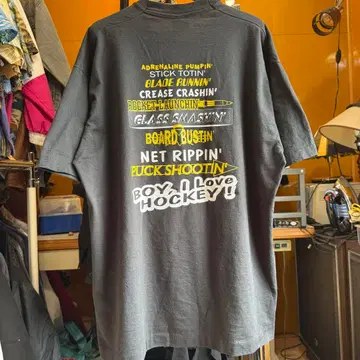 ADRENALINE PUMPIN'
STICK TOTIN'
BLADE RUNNIN'
CREASE CRASHIN'
ROCKET LAUNCHIN'
GLASS SMASHIN'
BOARD BUSTIN'
NET RIPPIN'
PUCK SHOOTIN'
BOY, I Love
HOCKEY!